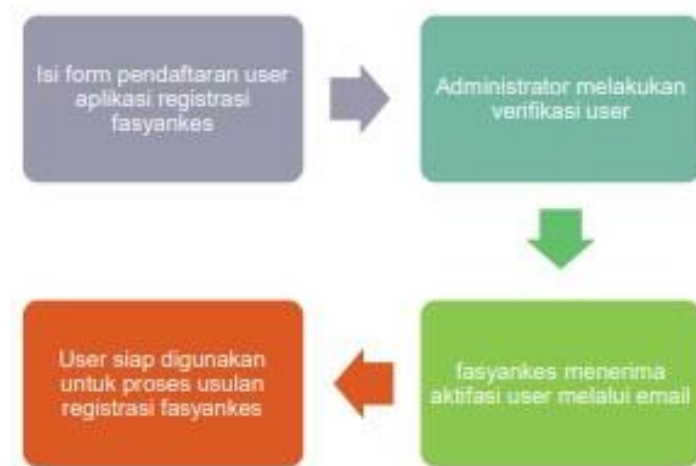 Isi form pendaftaran user
aplikasi registrasi
fasyankes
Administrator melakukan
verifikasi user
fasyankes menerima
aktifasi user melalui email
User siap digunakan
untuk proses usulan
registrasi fasyankes